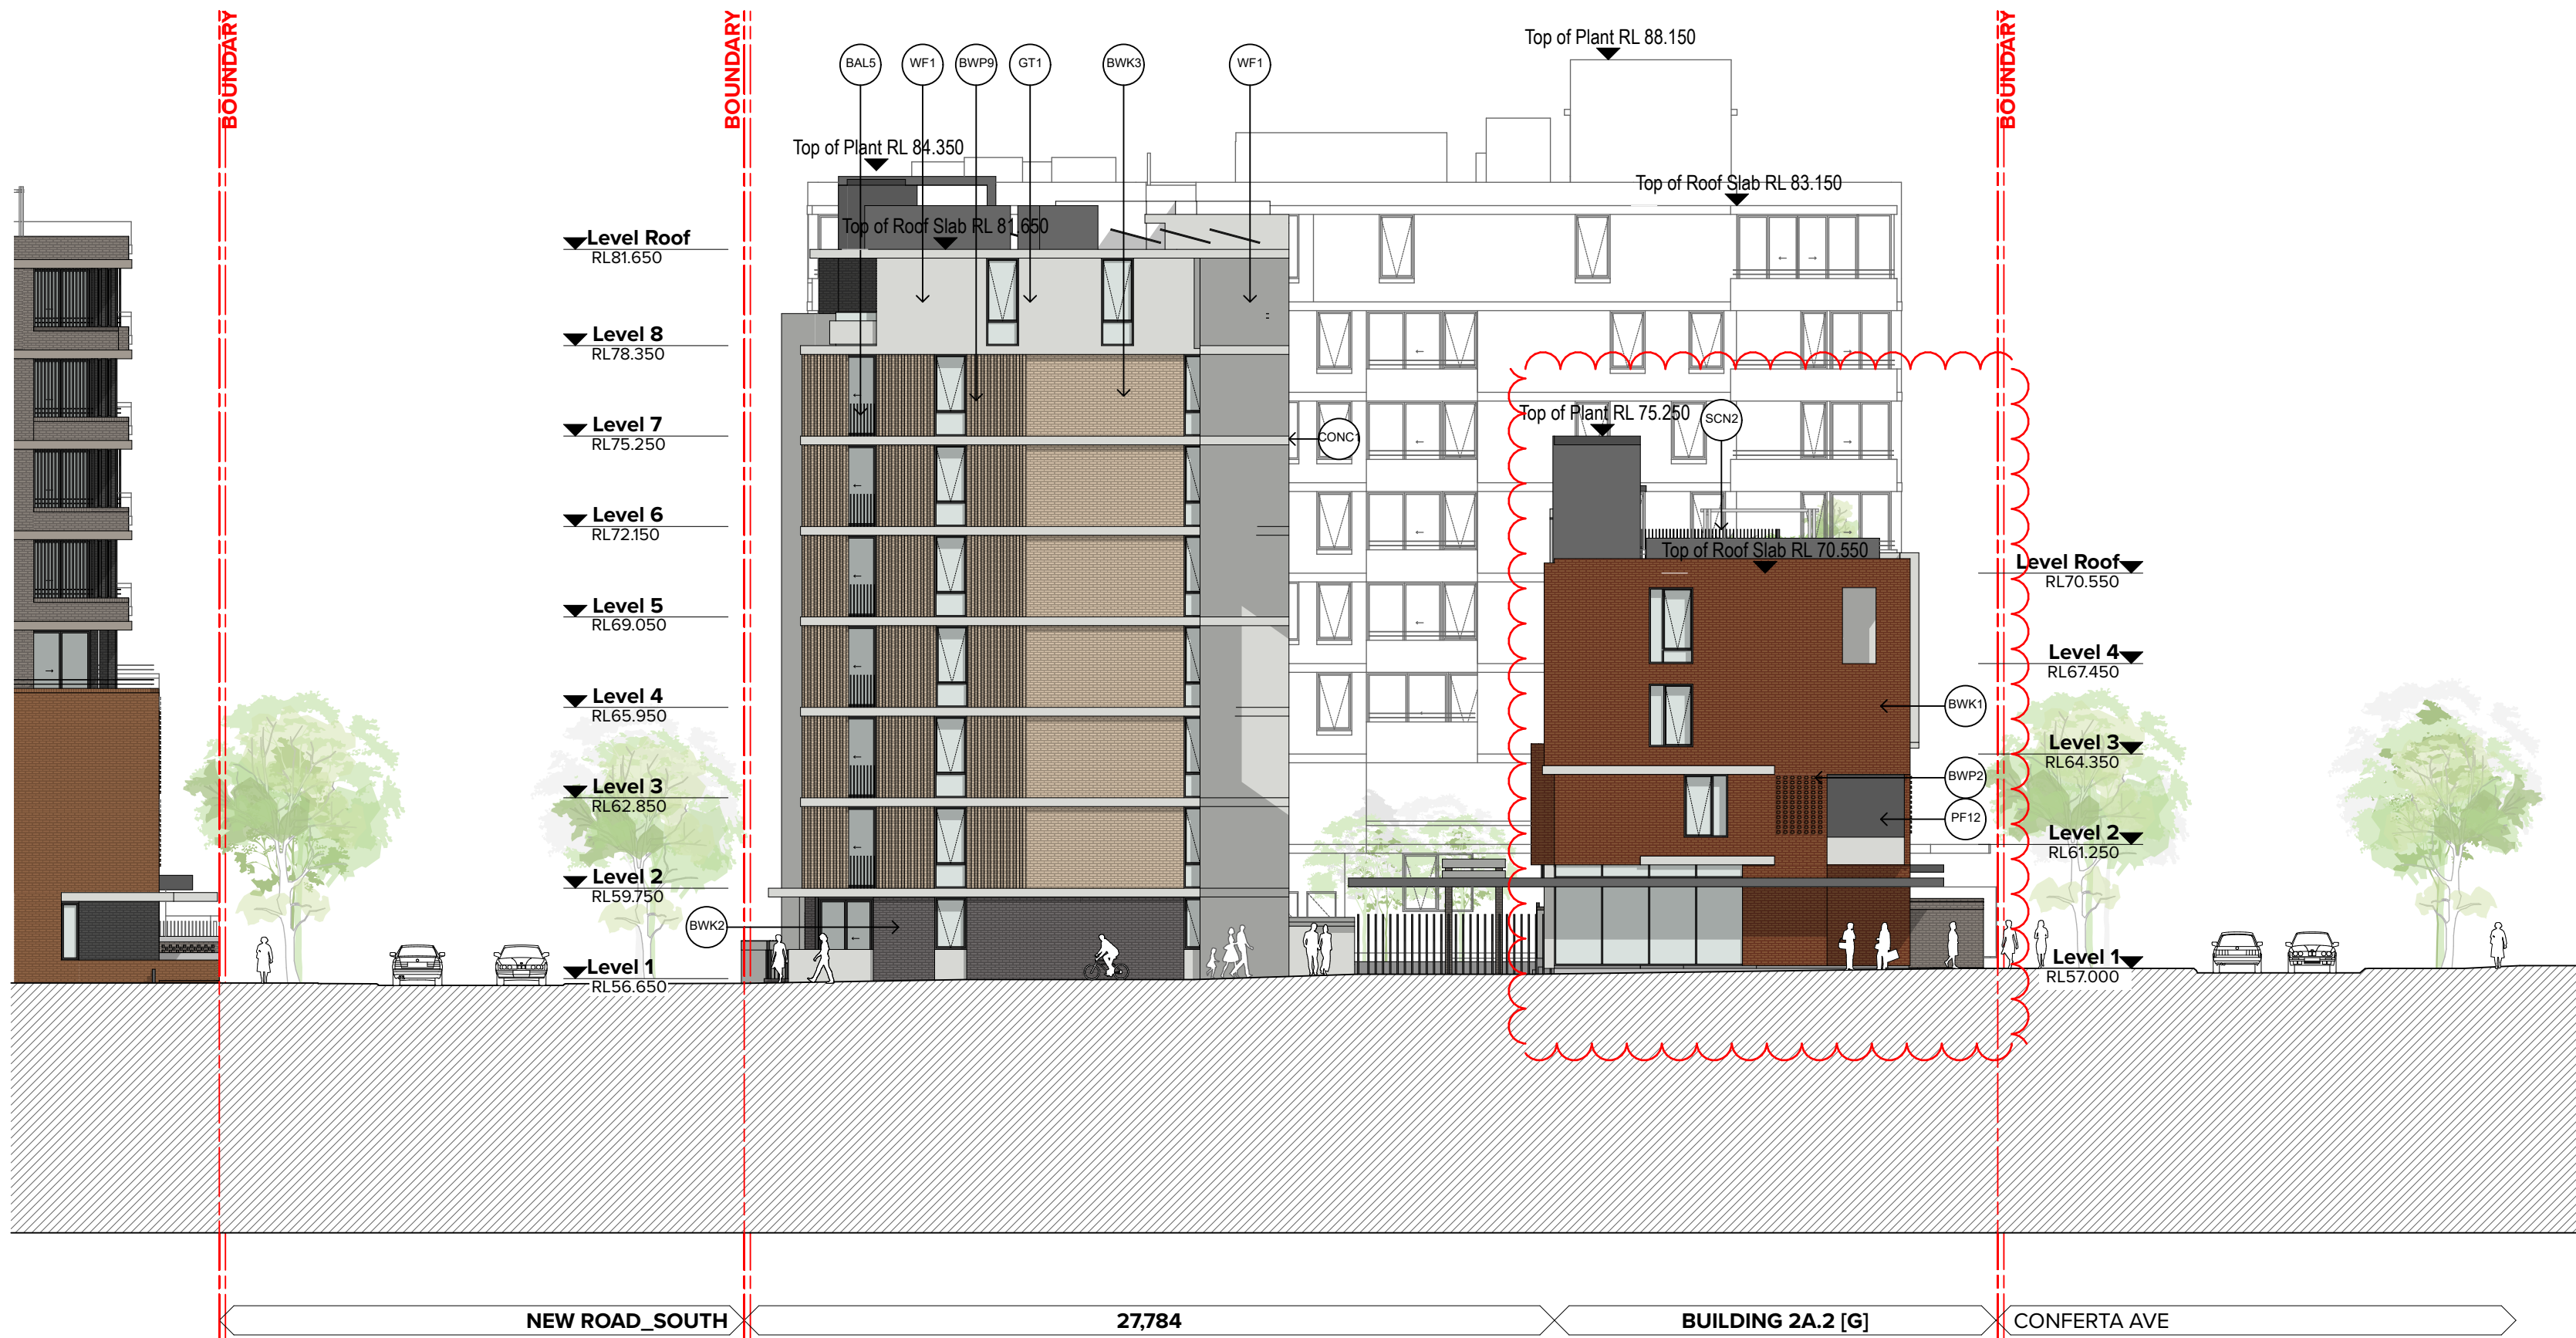 BOUNDARY
BOUNDARY
BOUNDARY
BAL5
WF1
BWP9
GT1
BWK3
WF1
Top of Plant RL 88.150
Top of Plant RL 84.350
Top of Roof Slab RL 83.150
Top of Roof Slab RL 81.650
Level Roof
RL81.650
Level 8
RL78.350
Level 7
RL75.250
Level 6
RL72.150
Level 5
RL69.050
Level 4
RL65.950
Level 3
RL62.850
Level 2
RL59.750
Level 1
RL56.650
BWK2
CONC1
Top of Plant RL 75.250
SCN2
Top of Roof Slab RL 70.550
Level Roof
RL70.550
Level 4
RL67.450
BWK1
Level 3
RL64.350
BWP2
PF12
Level 2
RL61.250
Level 1
RL57.000
NEW ROAD_SOUTH
27,784
BUILDING 2A.2 [G]
CONFERTA AVE